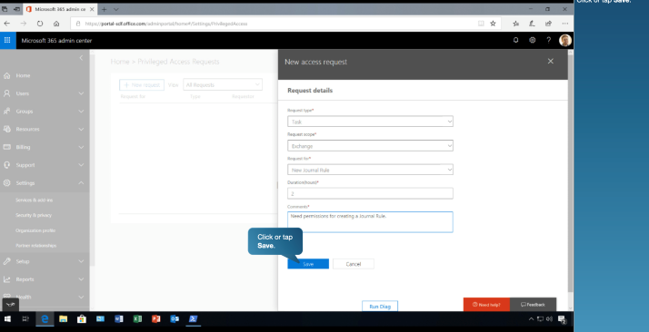 Click or tap Save.
Microsoft 365 admin ce
https://portal-sdf.office.com/adminportal/home#/Settings/PrivilegedAccess
Microsoft 365 admin center
Home > Privileged Access Requests
New access request
+ New request
View
All Requests
Request for
Type
Requestor
Home
Users
Groups
Resources
Billing
Support
Settings
Services & add-ins
Security & privacy
Organization profile
Partner relationships
Setup
Reports
Health
Request details
Request type*
Task
Request scope*
Exchange
Request for*
New Journal Rule
Duration(hours)*
2
Comments*
Need permissions for creating a Journal Rule.
Click or tap
Save.
Save
Cancel
Run Diag
Need help?
Feedback